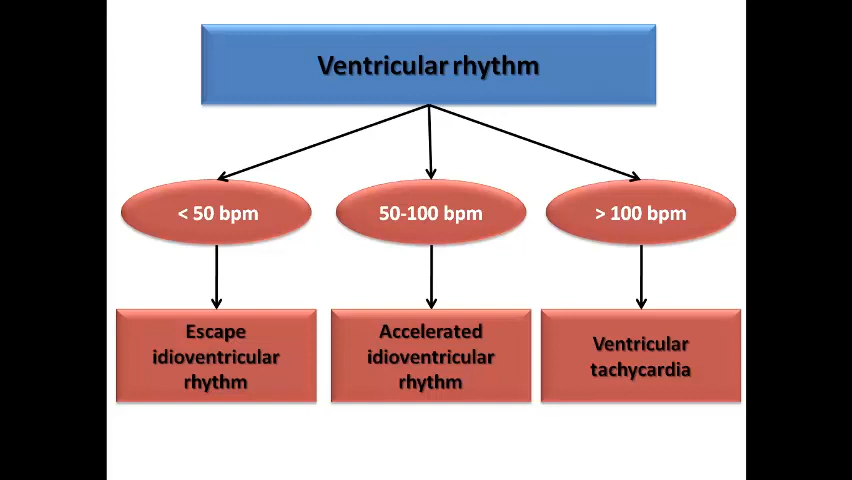 Ventricular rhythm
< 50 bpm
50-100 bpm
> 100 bpm
Escape
idioventricular
rhythm
Accelerated
idioventricular
rhythm
Ventricular
tachycardia